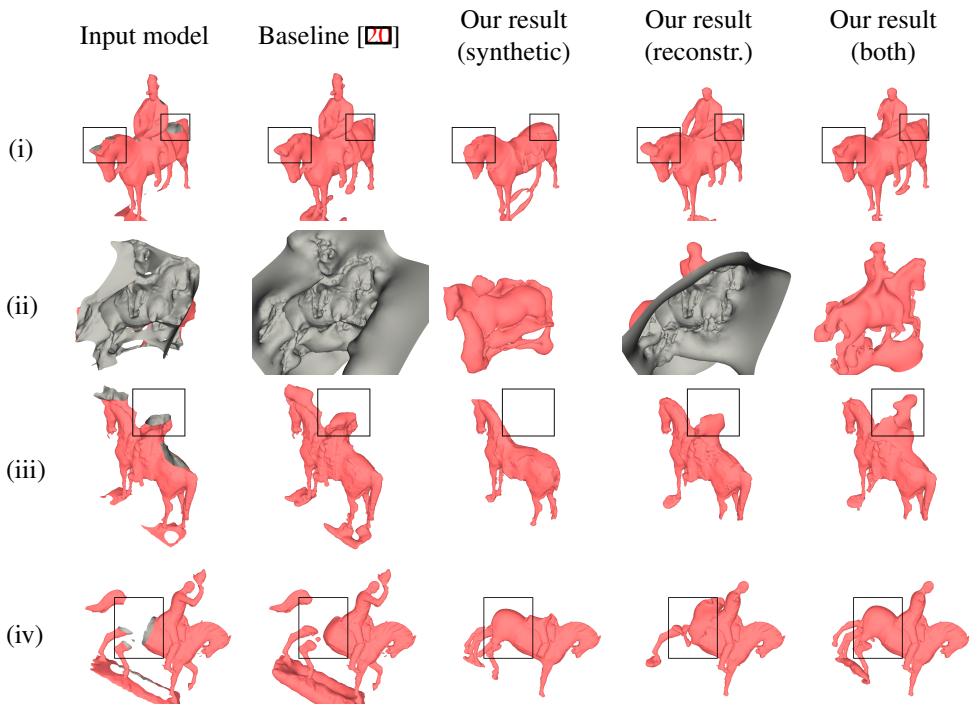 Input model
Baseline [20]
Our result
(synthetic)
Our result
(reconstr.)
Our result
(both)
(i)
(ii)
(iii)
(iv)